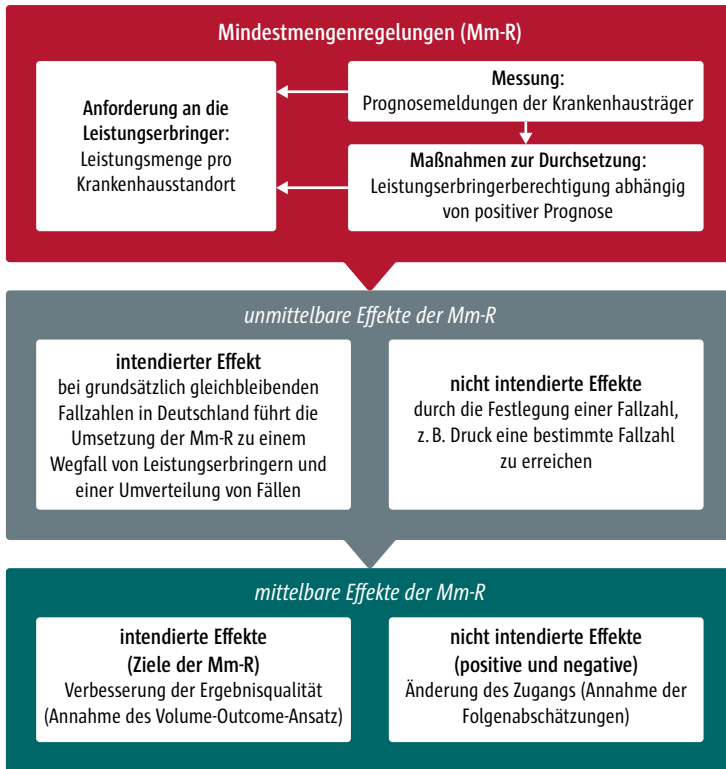 Mindestmengenregelungen (Mm-R)
Anforderung an die
Leistungserbringer:
Leistungsmenge pro
Krankenhausstandort
Messung:
Prognosemeldungen der Krankenhausträger
Maßnahmen zur Durchsetzung:
Leistungserbringerberechtigung abhängig
von positiver Prognose
unmittelbare Effekte der Mm-R
intendierter Effekt
bei grundsätzlich gleichbleibenden
Fallzahlen in Deutschland führt die
Umsetzung der Mm-R zu einem
Wegfall von Leistungserbringern und
einer Umverteilung von Fällen
nicht intendierte Effekte
durch die Festlegung einer Fallzahl,
z. B. Druck eine bestimmte Fallzahl
zu erreichen
mittelbare Effekte der Mm-R
intendierte Effekte
(Ziele der Mm-R)
Verbesserung der Ergebnisqualität
(Annahme des Volume-Outcome-Ansatz)
nicht intendierte Effekte
(positive und negative)
Änderung des Zugangs (Annahme der
Folgenabschätzungen)